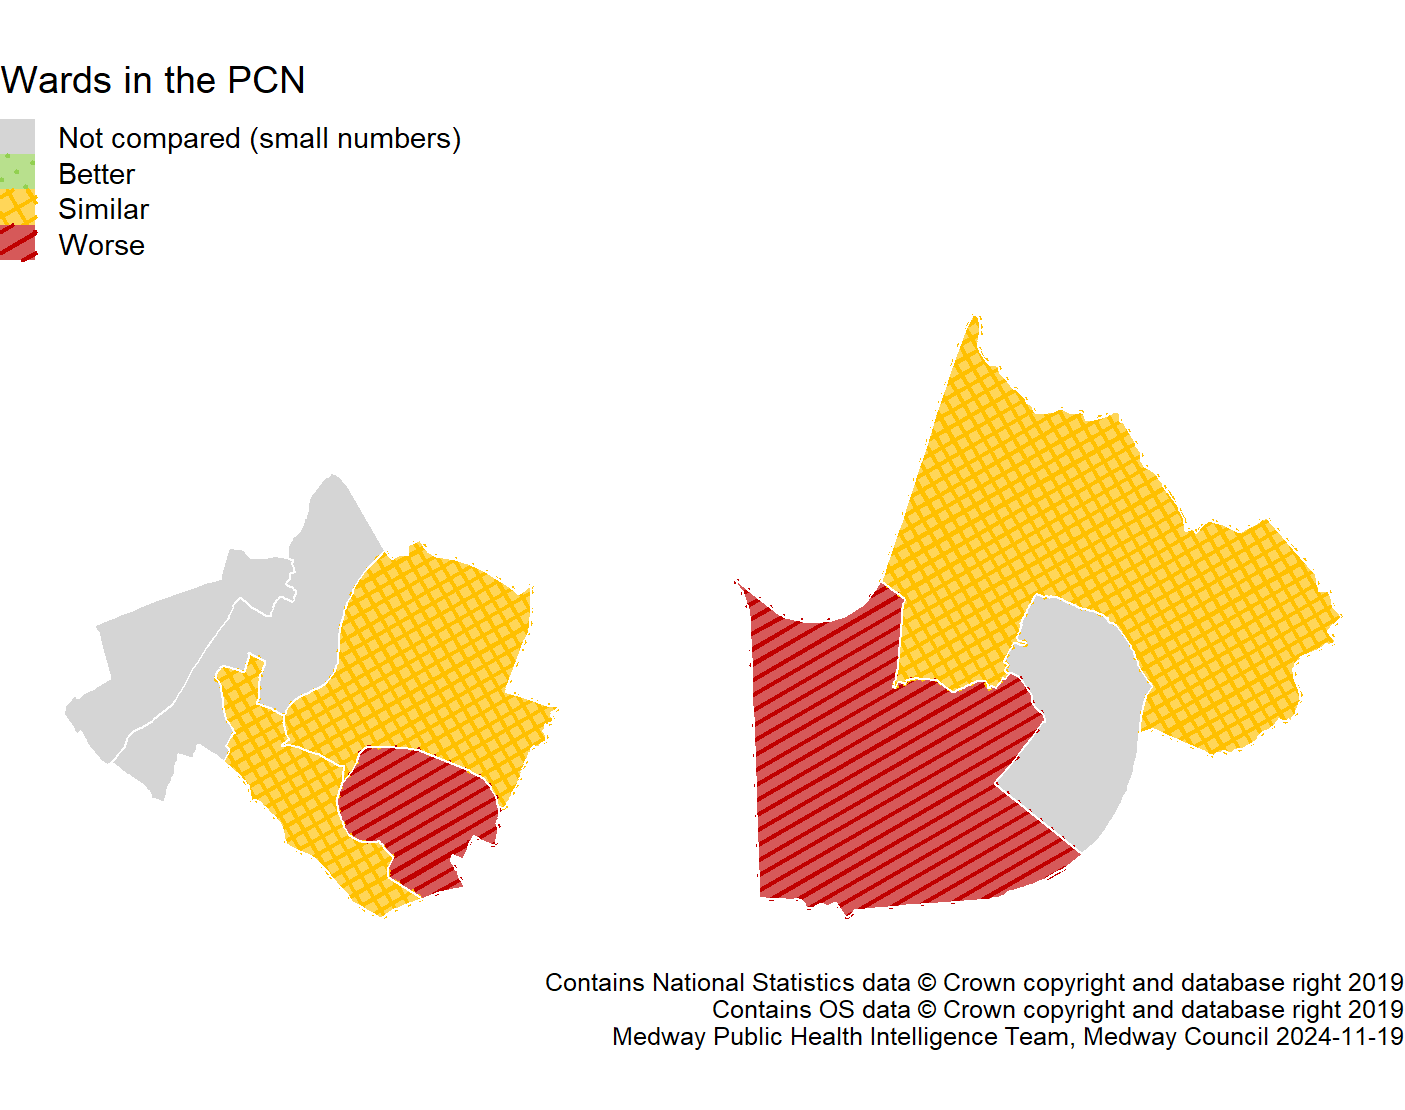 Wards in the PCN
Not compared (small numbers)
Better
Similar
Worse
Contains National Statistics data © Crown copyright and database right 2019
Contains OS data © Crown copyright and database right 2019
Medway Public Health Intelligence Team, Medway Council 2024-11-19